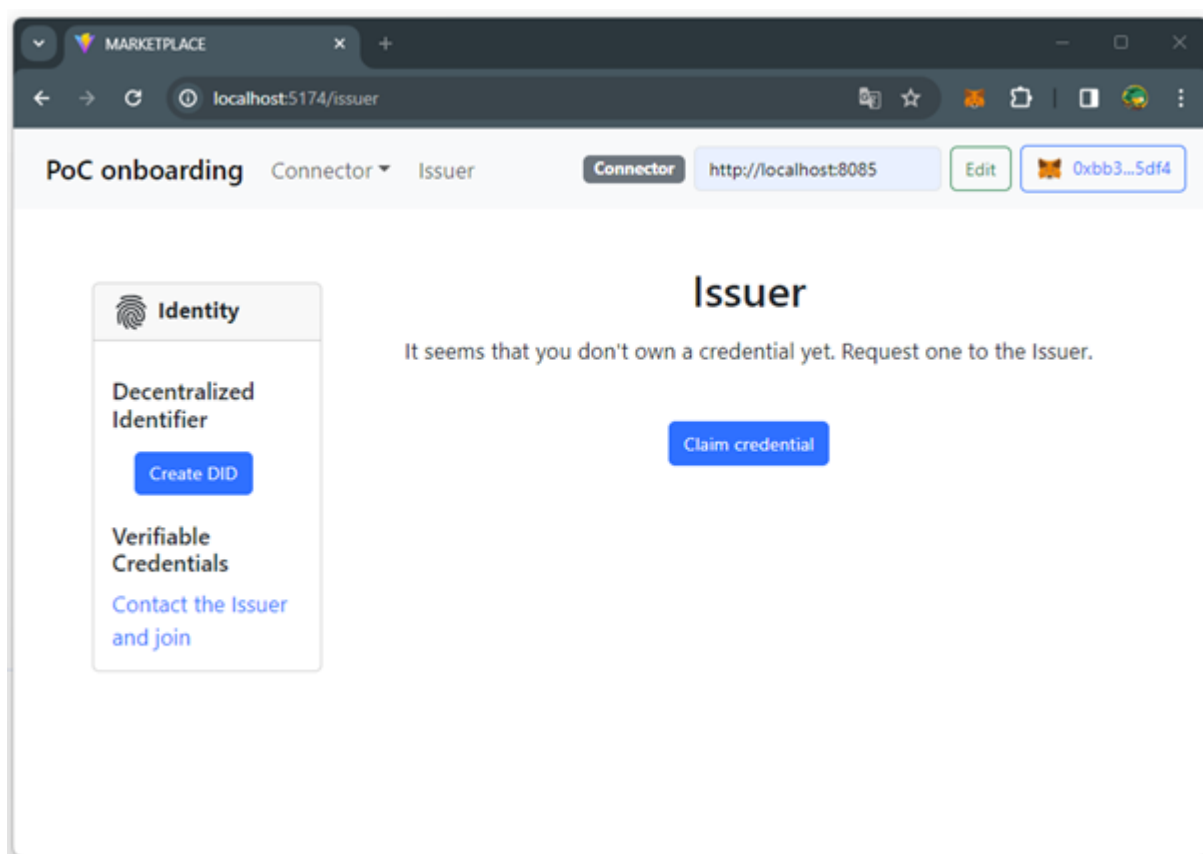 MARKETPLACE
localhost:5174/issuer
PoC onboarding Connector Issuer Connector http://localhost:8085 Edit 0xbb3...5df4
Identity
Issuer
It seems that you don't own a credential yet. Request one to the Issuer.
Decentralized
Identifier
Create DID
Claim credential
Verifiable
Credentials
Contact the Issuer
and join